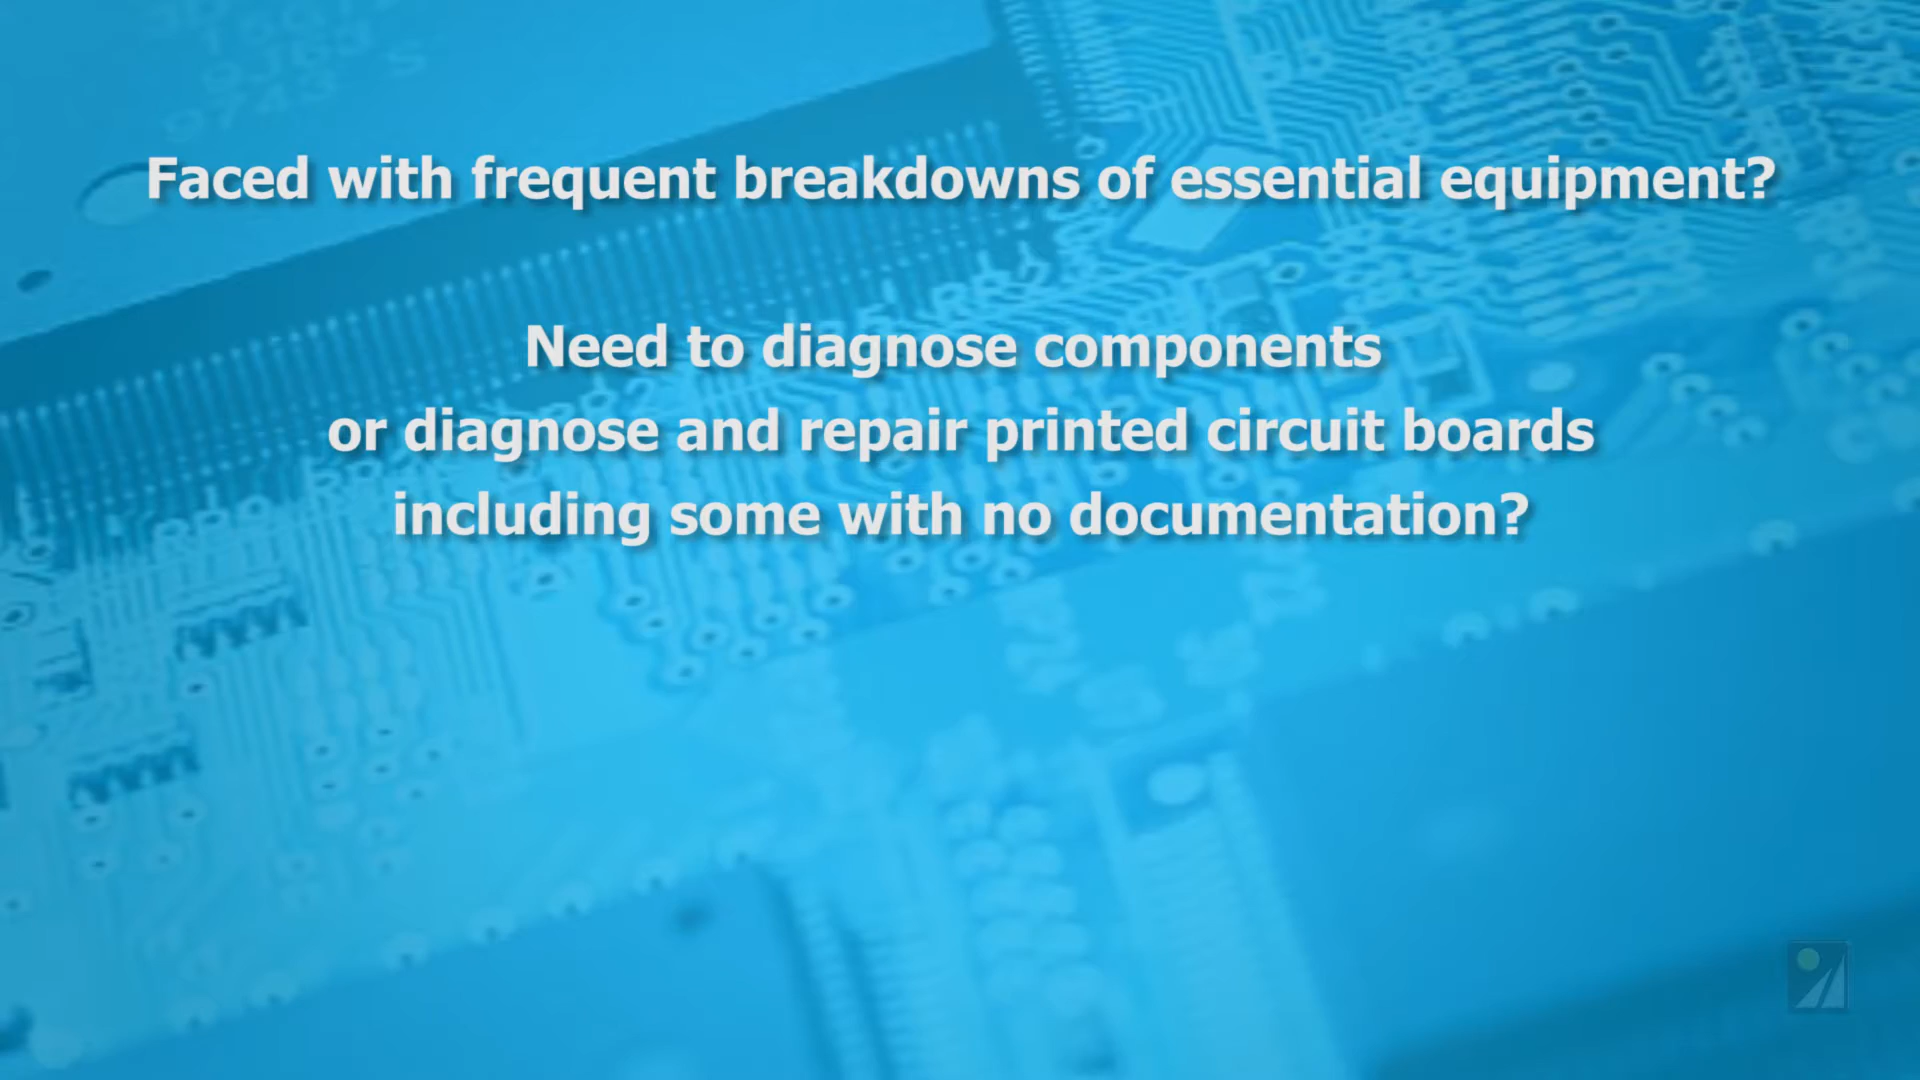 Faced with frequent breakdowns of essential equipment?
Need to diagnose components
or diagnose and repair printed circuit boards
including some with no documentation?